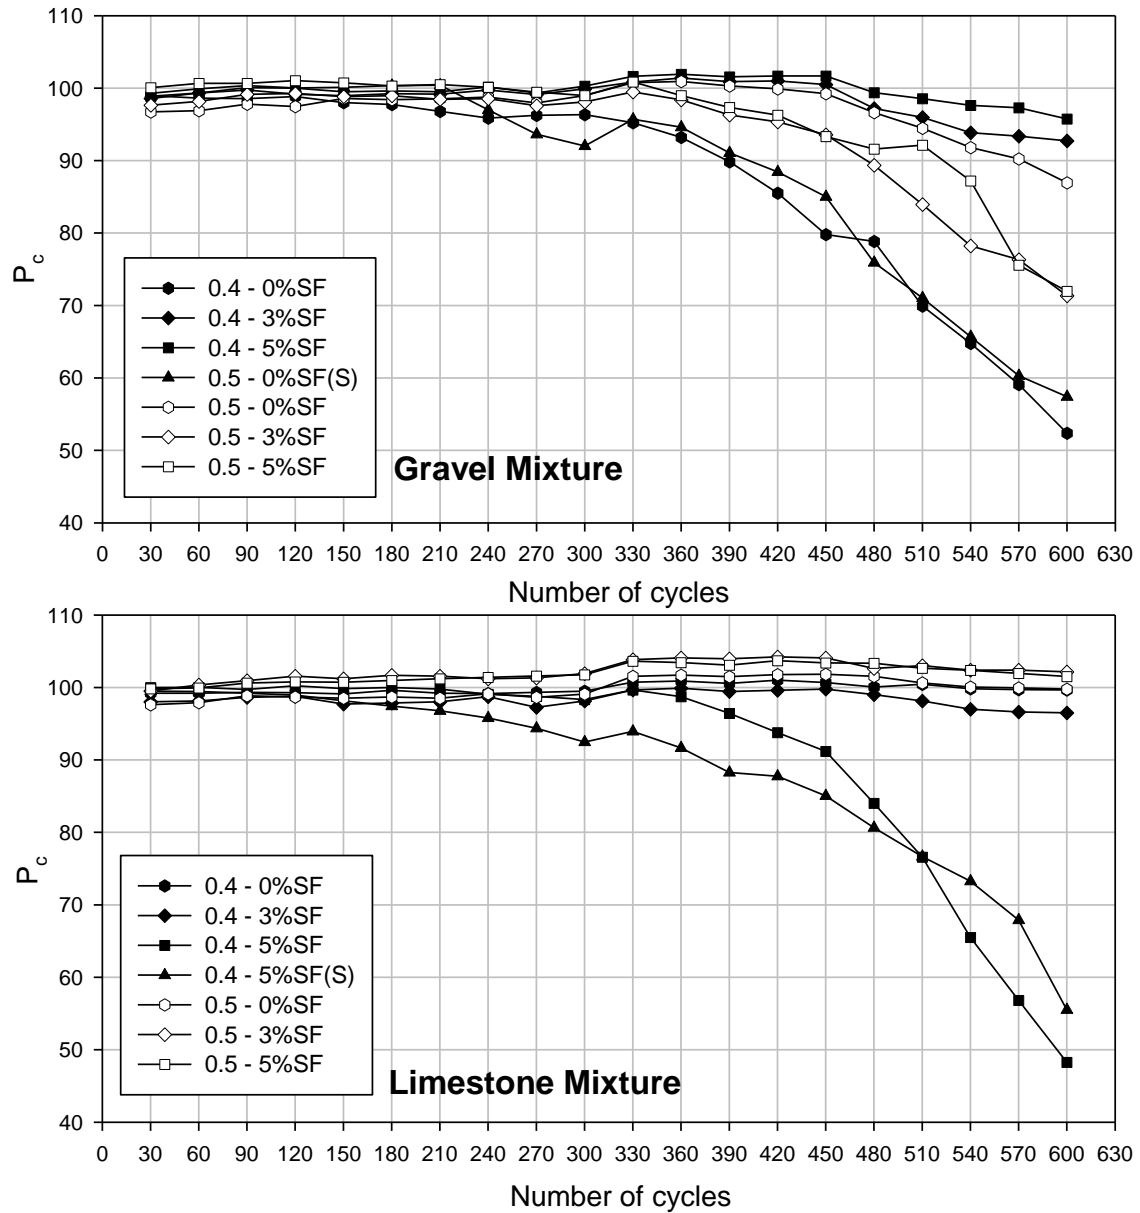 110
100
90
80
70
60
50
40
P_c
0.4 - 0%SF
0.4 - 3%SF
0.4 - 5%SF
0.5 - 0%SF(S)
0.5 - 0%SF
0.5 - 3%SF
0.5 - 5%SF
Gravel Mixture
0 30 60 90 120 150 180 210 240 270 300 330 360 390 420 450 480 510 540 570 600 630
Number of cycles
110
100
90
80
70
60
50
40
P_c
0.4 - 0%SF
0.4 - 3%SF
0.4 - 5%SF
0.4 - 5%SF(S)
0.5 - 0%SF
0.5 - 3%SF
0.5 - 5%SF
Limestone Mixture
0 30 60 90 120 150 180 210 240 270 300 330 360 390 420 450 480 510 540 570 600 630
Number of cycles